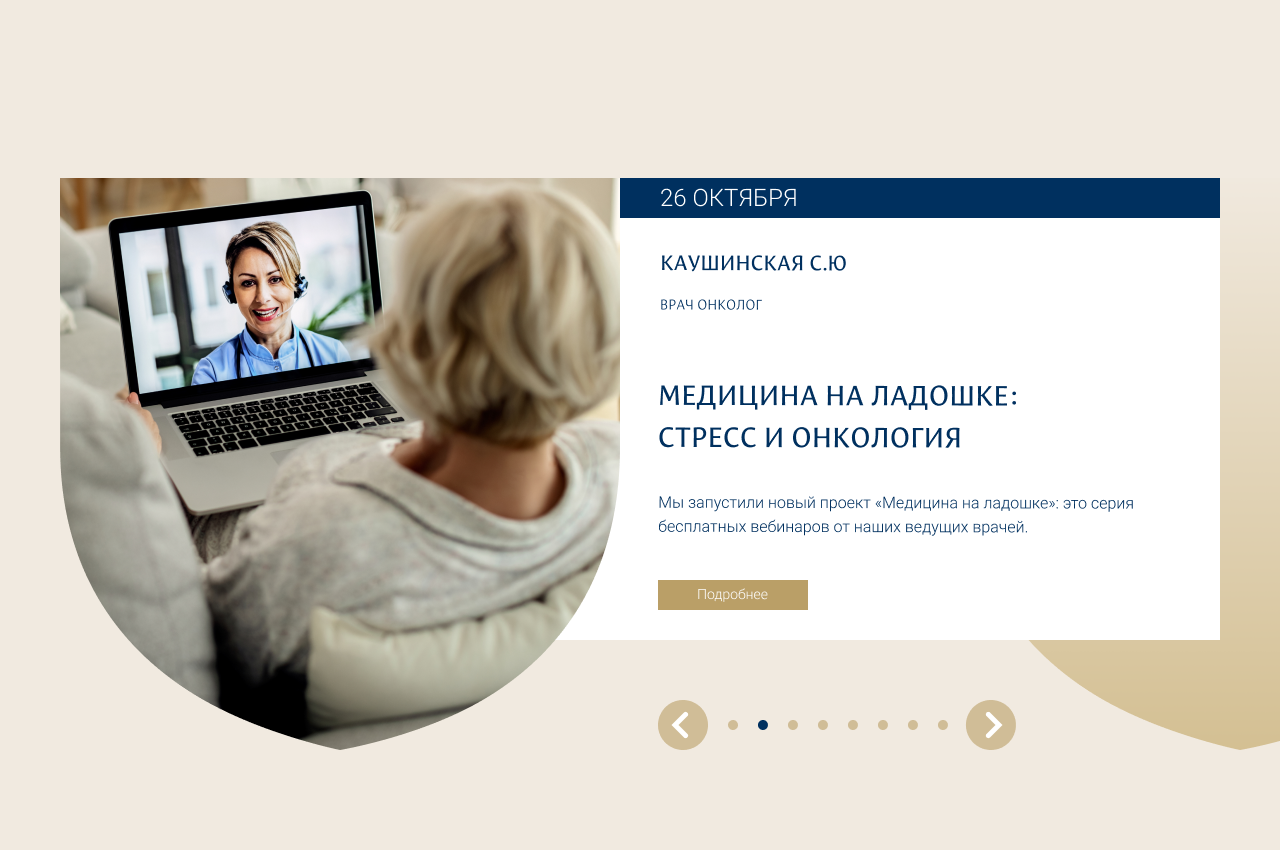 26 ОКТЯБРЯ
КАУШИНСКАЯ С.Ю
ВРАЧ ОНКОЛОГ
МЕДИЦИНА НА ЛАДОШКЕ:
СТРЕСС И ОНКОЛОГИЯ
Мы запустили новый проект «Медицина на ладошке»: это серия
бесплатных вебинаров от наших ведущих врачей.
Подробнее